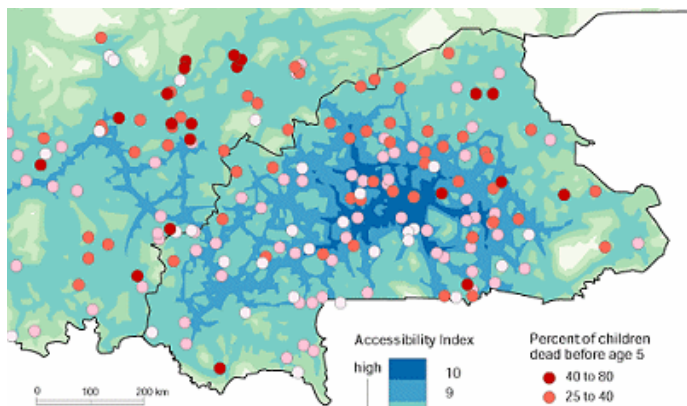 Accessibility Index
high
10
9
Percent of children
dead before age 5
40 to 80
25 to 40
0 100 200 km